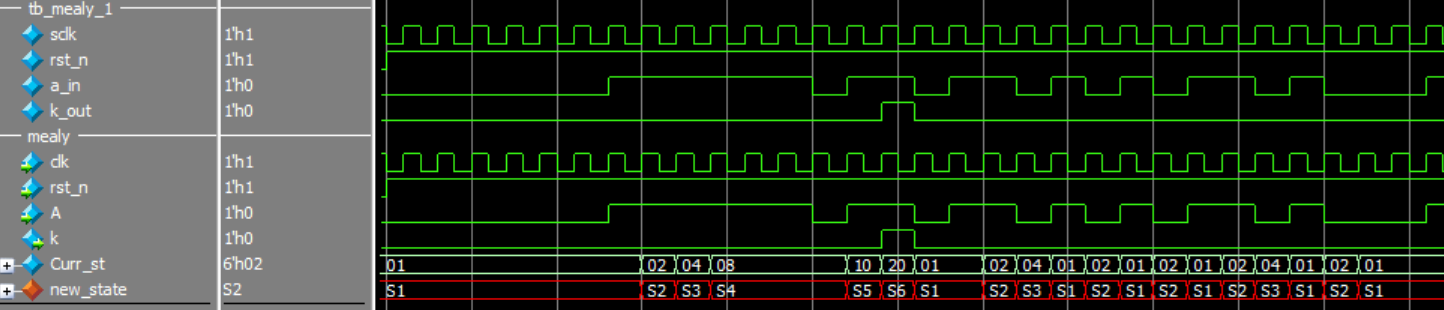 tb_mealy_1
sclk 1'h1
rst_n 1'h1
a_in 1'h0
k_out 1'h0
mealy
clk 1'h1
rst_n 1'h1
A 1'h0
k 1'h0
Curr_st 6'h02 01 02 04 08 10 20 01 02 04 01 02 01 02 01 02 04 01 02 01
new_state S2 S1 S2 S3 S4 S5 S6 S1 S2 S3 S1 S2 S1 S2 S1 S2 S3 S1 S2 S1